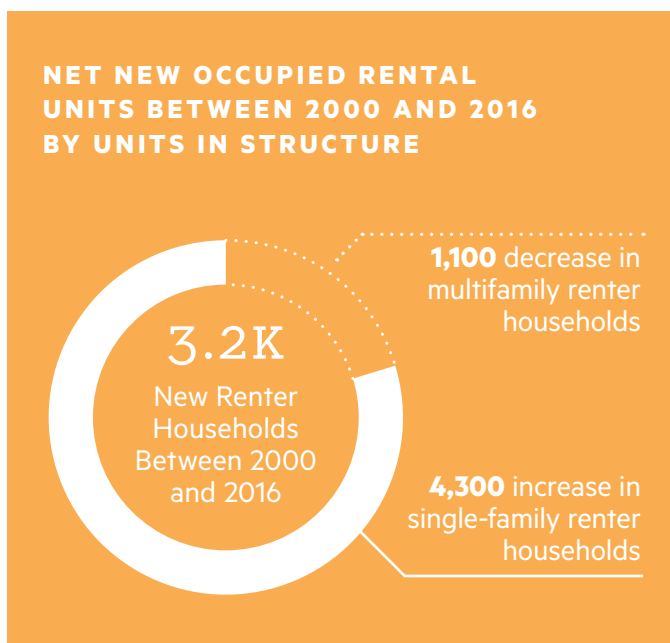 NET NEW OCCUPIED RENTAL
UNITS BETWEEN 2000 AND 2016
BY UNITS IN STRUCTURE
1,100 decrease in
multifamily renter
households
3.2K
New Renter
Households
Between 2000
and 2016
4,300 increase in
single-family renter
households